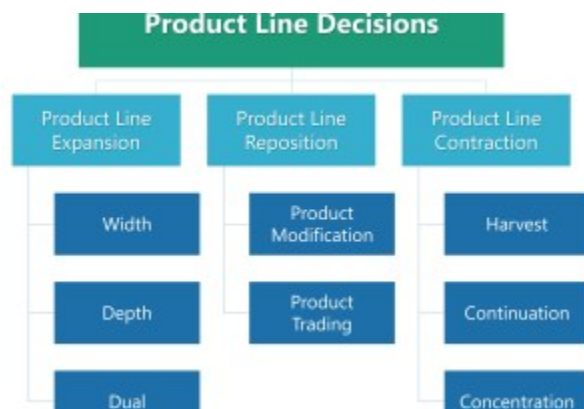 Product Line Decisions
Product Line
Expansion
Product Line
Reposition
Product Line
Contraction
Width
Product
Modification
Harvest
Depth
Product
Trading
Continuation
Dual
Concentration